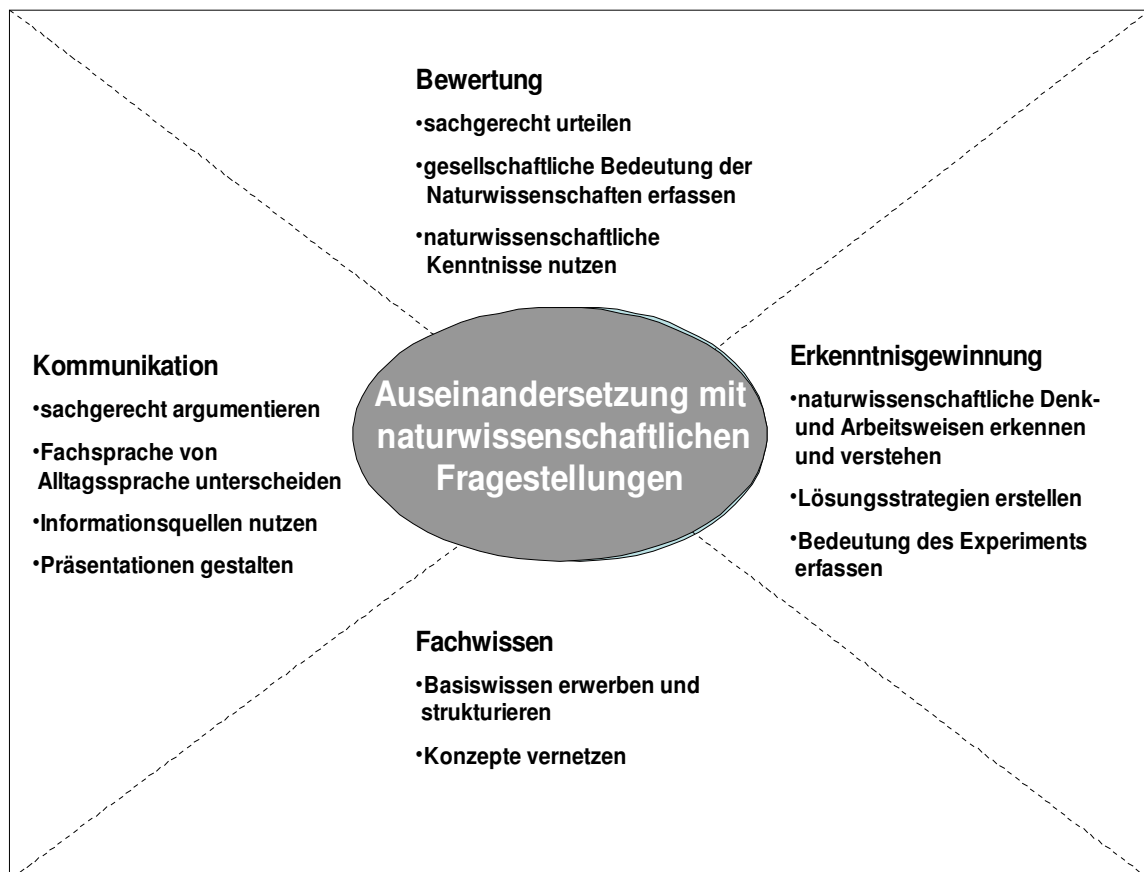 Bewertung
•sachgerecht urteilen
•gesellschaftliche Bedeutung der
Naturwissenschaften erfassen
•naturwissenschaftliche
Kenntnisse nutzen
Kommunikation
•sachgerecht argumentieren
•Fachsprache von
Alltagssprache unterscheiden
•Informationsquellen nutzen
•Präsentationen gestalten
Auseinandersetzung mit
naturwissenschaftlichen
Fragestellungen
Erkenntnisgewinnung
•naturwissenschaftliche Denk-
und Arbeitsweisen erkennen
und verstehen
•Lösungsstrategien erstellen
•Bedeutung des Experiments
erfassen
Fachwissen
•Basiswissen erwerben und
strukturieren
•Konzepte vernetzen